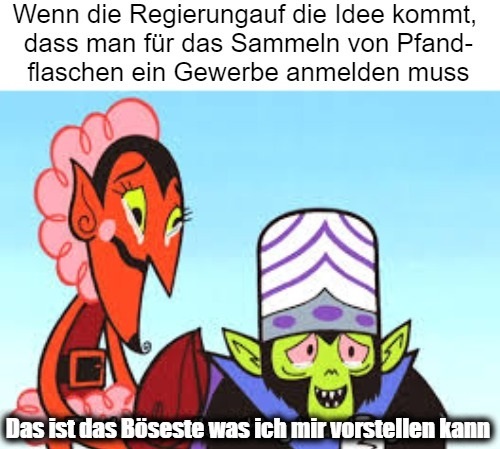 Wenn die Regierungauf die Idee kommt,
dass man für das Sammeln von Pfand-
flaschen ein Gewerbe anmelden muss
Das ist das Böseste was ich mir vorstellen kann